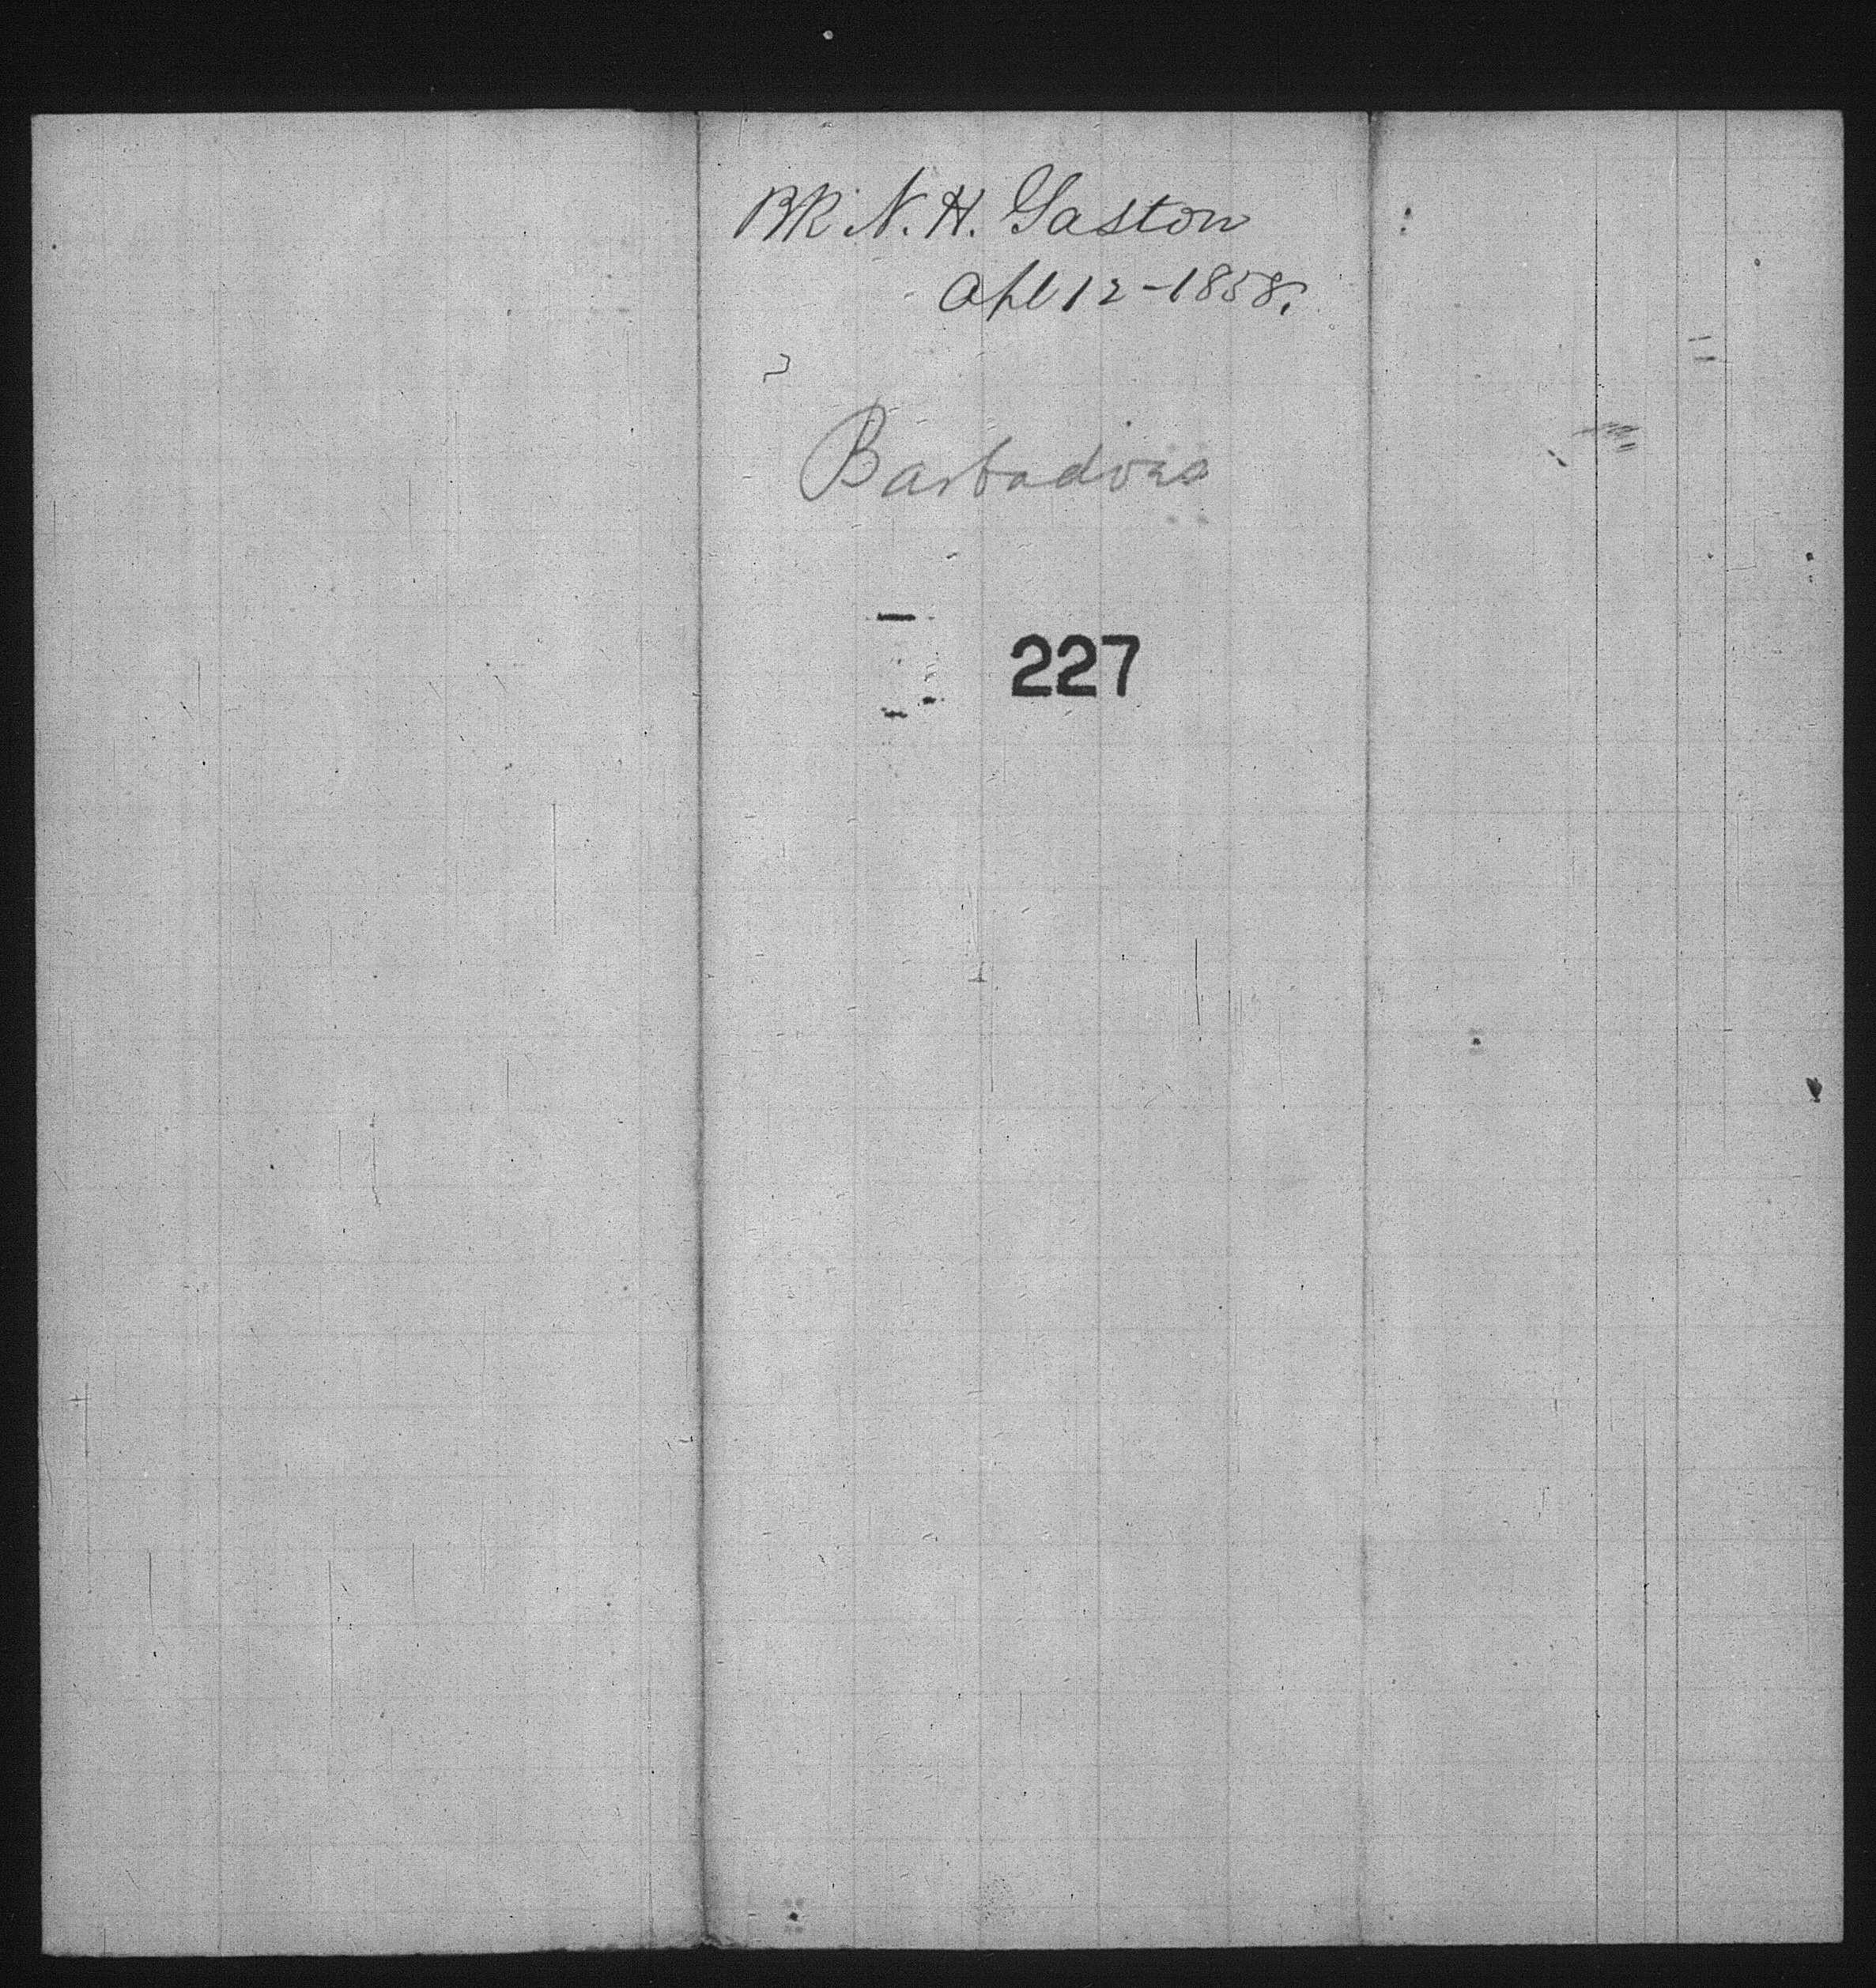 Bk N. H. Gaston
Apl 12 - 1858.
Barbadoes
227